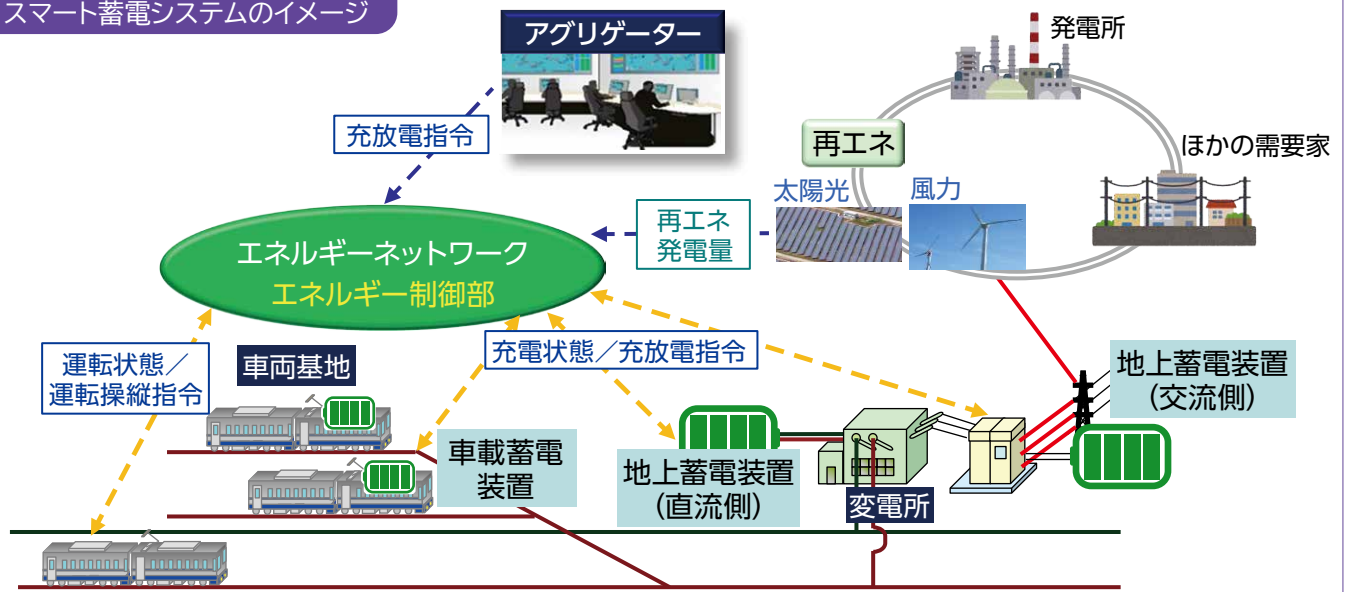 スマート蓄電システムのイメージ
アグリゲーター
発電所
充放電指令
再エネ
ほかの需要家
太陽光
風力
再エネ
発電量
エネルギーネットワーク
エネルギー制御部
運転状態／
運転操縦指令
車両基地
充電状態／充放電指令
地上蓄電装置
(交流側)
車載蓄電
装置
地上蓄電装置
(直流側)
変電所